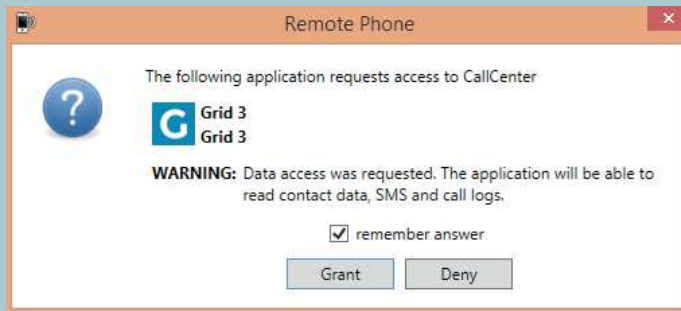 Remote Phone
The following application requests access to CallCenter
G Grid 3
Grid 3
WARNING: Data access was requested. The application will be able to
read contact data, SMS and call logs.
remember answer
Grant Deny